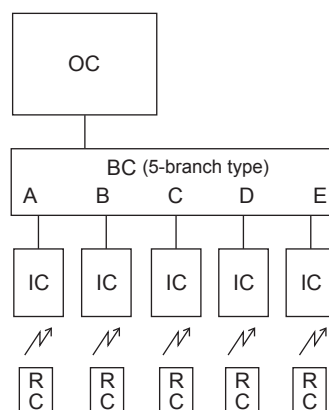 OC
BC (5-branch type)
A B C D E
IC IC IC IC IC
R R R R R
C C C C C